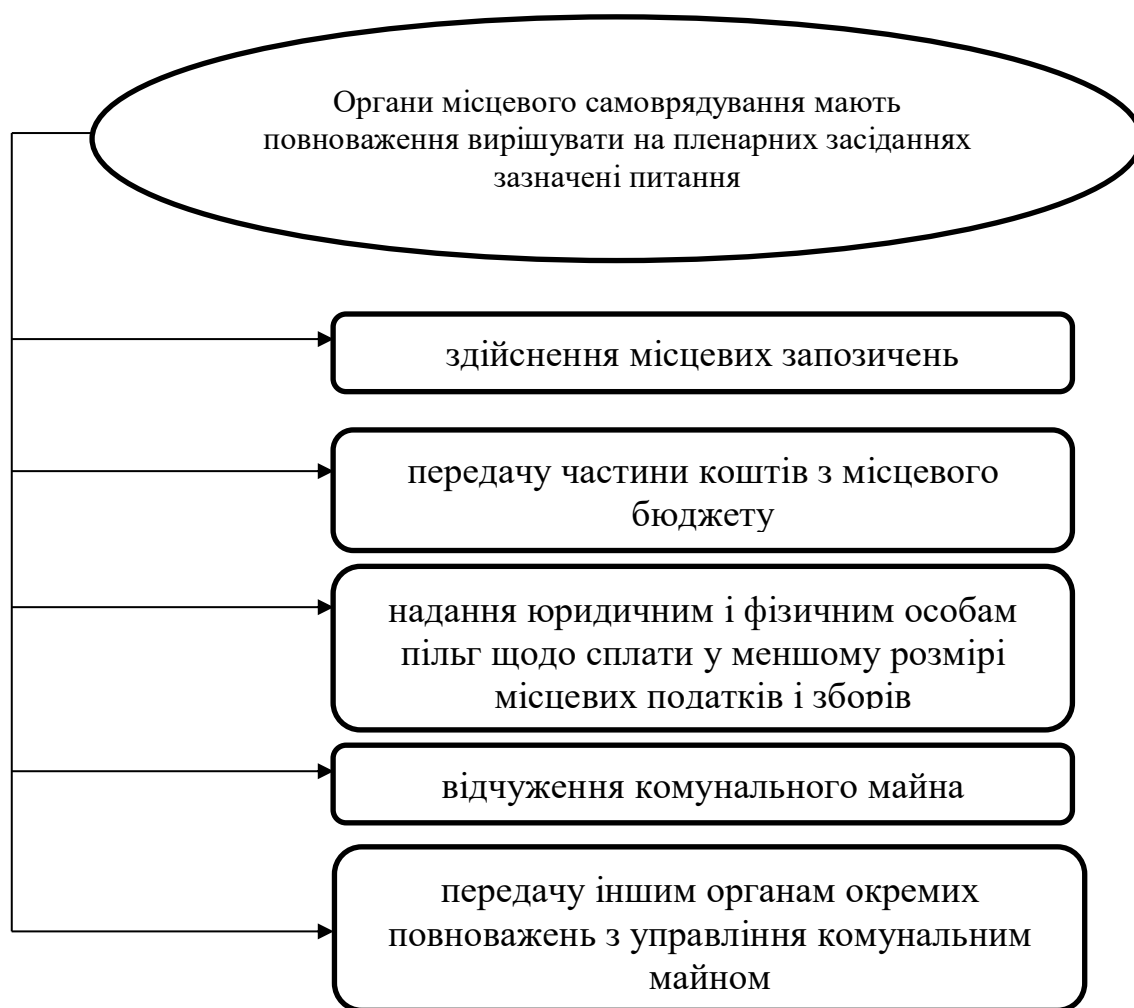 Органи місцевого самоврядування мають
повноваження вирішувати на пленарних засіданнях
зазначені питання
здійснення місцевих запозичень
передачу частини коштів з місцевого
бюджету
надання юридичним і фізичним особам
пільг щодо сплати у меншому розмірі
місцевих податків і зборів
відчуження комунального майна
передачу іншим органам окремих
повноважень з управління комунальним
майном